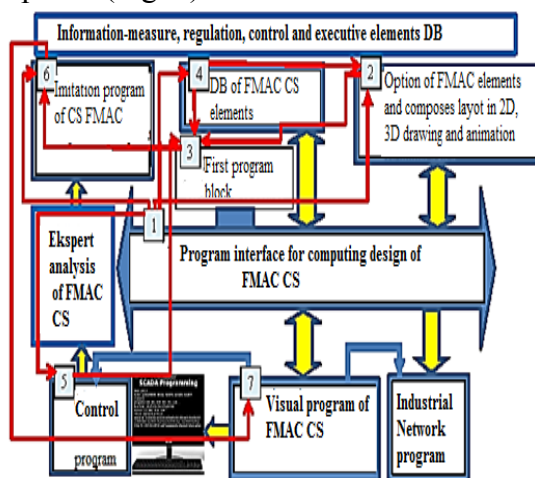 Information-measure, regulation, control and executive elements DB
6
Imitation program
of CS FMAC
4
DB of FMAC CS
elements
2
Option of FMAC elements
and composes layot in 2D,
3D drawing and animation
3
First program
block
1
Ekspert
analysis
of FMAC
CS
Program interface for computing design of
FMAC CS
5
Control
program
SCADA Programming
7
Visual program of
FMAC CS
Industrial
Network
program